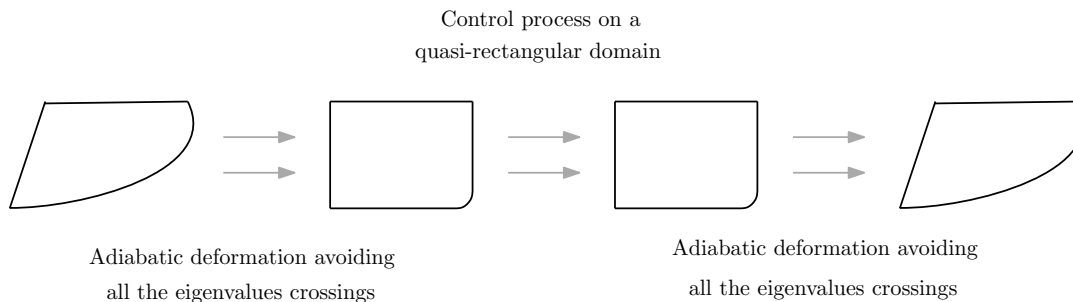 Control process on a
quasi-rectangular domain
Adiabatic deformation avoiding
all the eigenvalues crossings
Adiabatic deformation avoiding
all the eigenvalues crossings